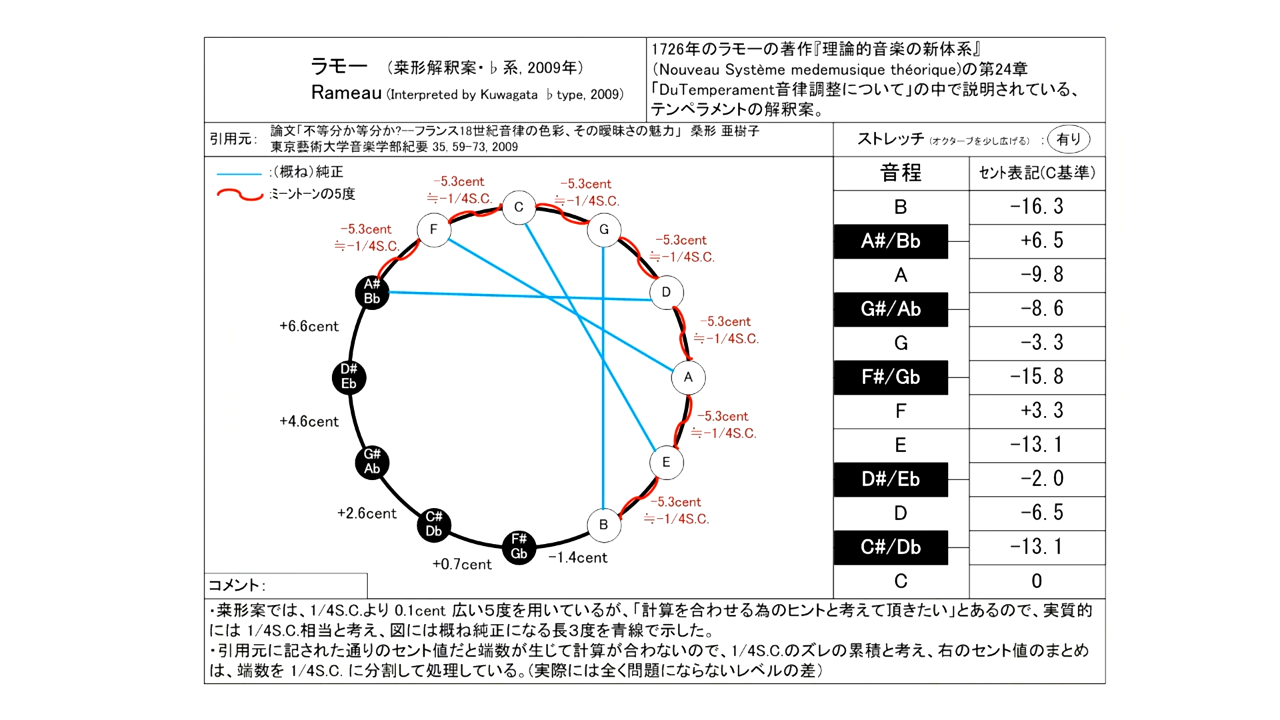 ラモー (桒形解釈案・♭系, 2009年)
Rameau (Interpreted by Kuwagata ♭type, 2009)
1726年のラモーの著作『理論的音楽の新体系』
(Nouveau Système medemusique théorique)の第24章
「DuTemperament音律調整について」の中で説明されている、
テンペラメントの解釈案。
引用元:
論文「不等分か等分か?--フランス18世紀音律の色彩、その曖昧さの魅力」 桑形 亜樹子
東京藝術大学音楽学部紀要 35, 59-73, 2009
ストレッチ (オクターブを少し広げる) : 有り
:(概ね)純正
:ミーントーンの5度
音程
セント表記(C基準)
B
-16.3
A#/Bb
+6.5
A
-9.8
G#/Ab
-8.6
G
-3.3
F#/Gb
-15.8
F
+3.3
E
-13.1
D#/Eb
-2.0
D
-6.5
C#/Db
-13.1
C
0
-5.3cent
≒-1/4S.C.
-5.3cent
≒-1/4S.C.
-5.3cent
≒-1/4S.C.
-5.3cent
≒-1/4S.C.
-5.3cent
≒-1/4S.C.
-5.3cent
≒-1/4S.C.
-5.3cent
≒-1/4S.C.
C
G
D
A
E
B
F#
Gb
C#
Db
G#
Ab
D#
Eb
A#
Bb
F
+6.6cent
+4.6cent
+2.6cent
+0.7cent
-1.4cent
コメント:
・桒形案では、1/4S.C.より 0.1cent 広い5度を用いているが、「計算を合わせる為のヒントと考えて頂きたい」とあるので、実質的
には 1/4S.C.相当と考え、図には概ね純正になる長3度を青線で示した。
・引用元に記された通りのセント値だと端数が生じて計算が合わないので、1/4S.C.のズレの累積と考え、右のセント値のまとめ
は、端数を 1/4S.C. に分割して処理している。(実際には全く問題にならないレベルの差)